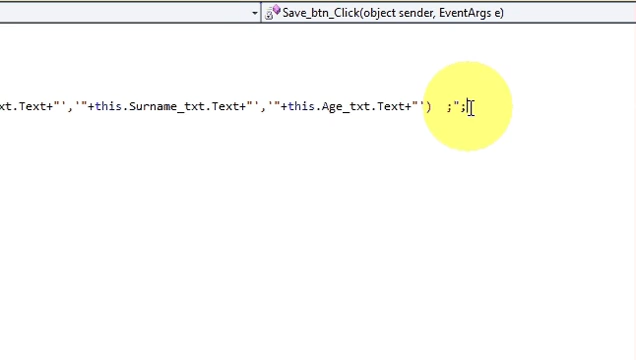 Save_btn_Click(object sender, EventArgs e)
xt.Text+"','"+this.Surname_txt.Text+"','"+this.Age_txt.Text+"')  ;";